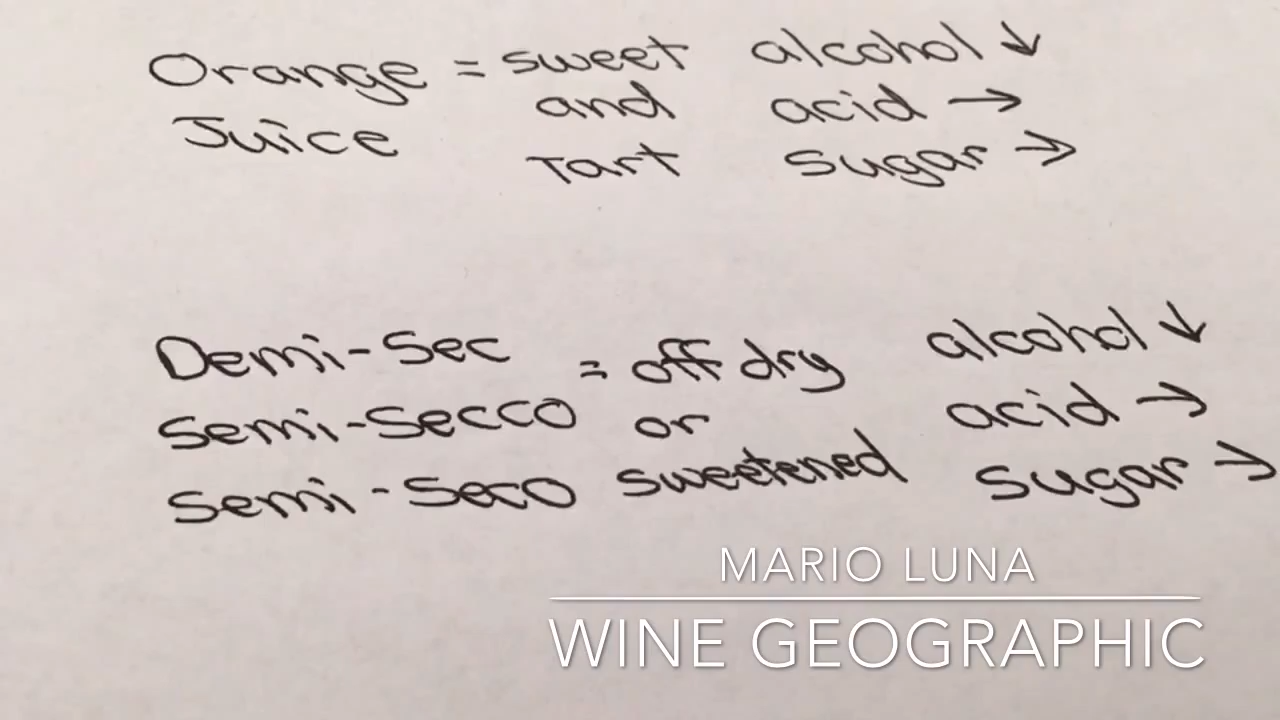 Orange = sweet alcohol ↓
Juice and acid →
tart sugar →
Demi-Sec = off dry alcohol ↓
Semi-Secco or acid →
Semi-Seco sweetened sugar →
MARIO LUNA
WINE GEOGRAPHIC